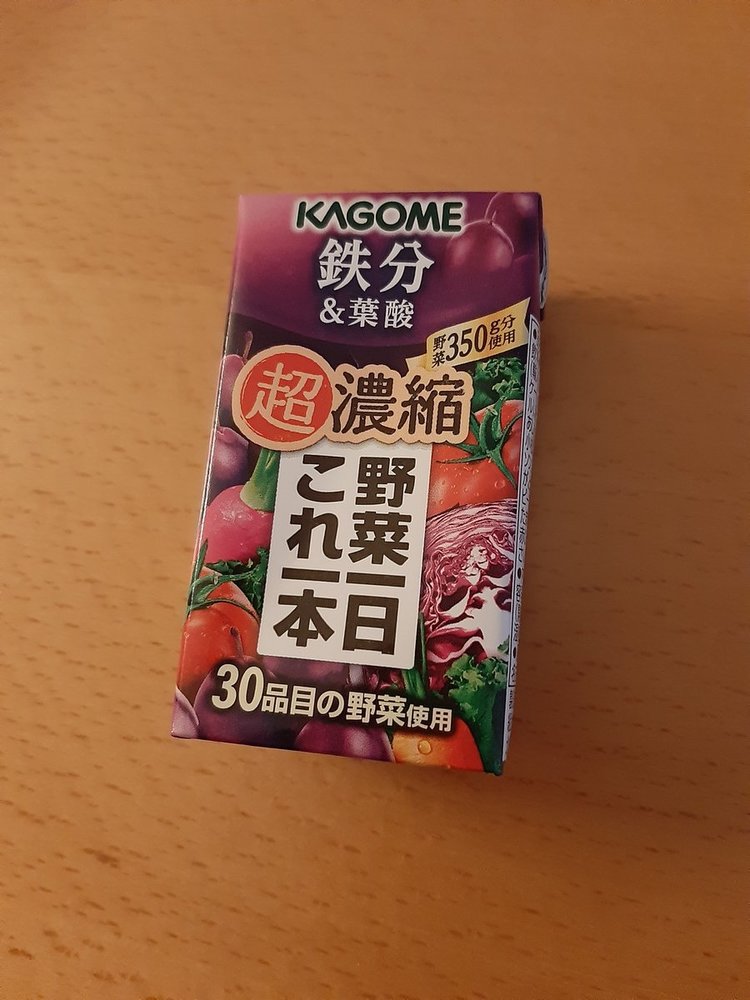 KAGOME
鉄分
&葉酸
野菜350g分使用
超濃縮
野菜一日
これ一本
30品目の野菜使用